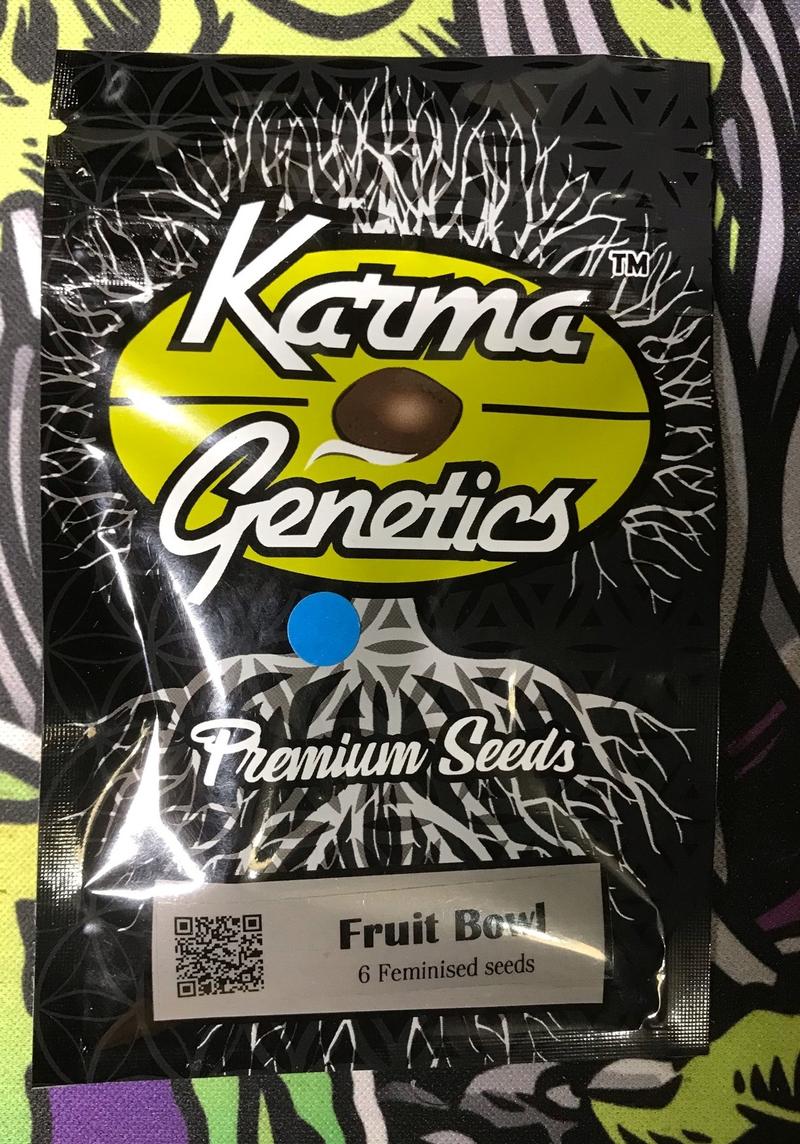 Karma
TM
Genetics
Premium Seeds
Fruit Bowl
6 Feminised seeds